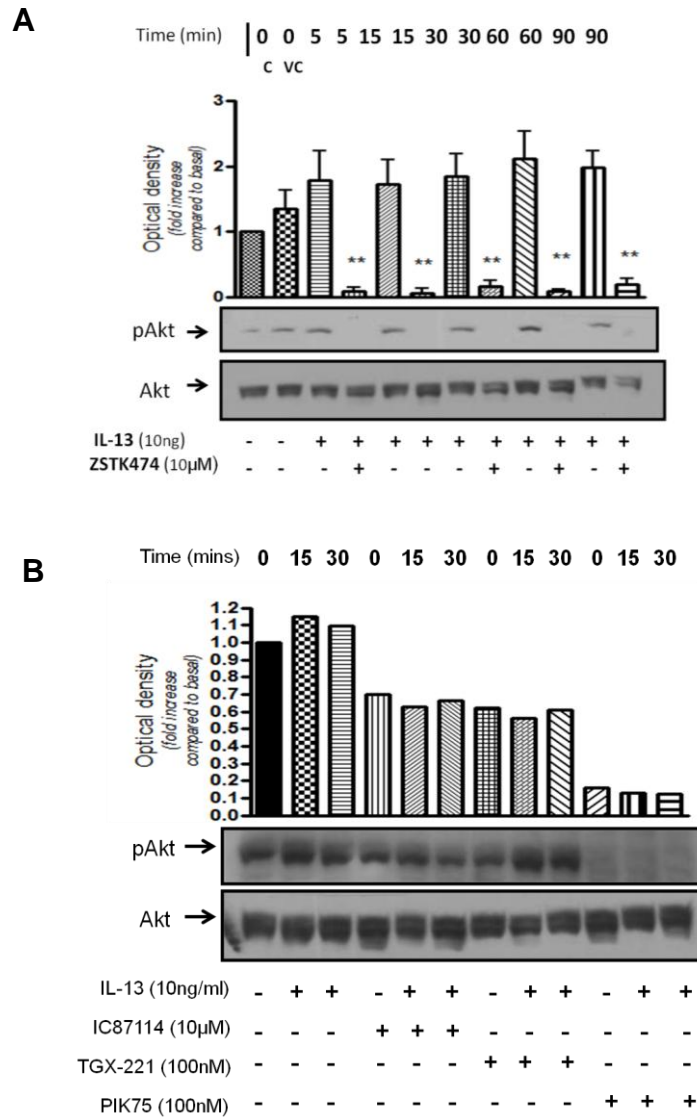 A
Time (min) 0 0 5 5 15 15 30 30 60 60 90 90
C VC
Optical density
(fold increase
compared to basal)
3
2
1
0
** ** ** ** **
pAkt
Akt
IL-13 (10ng) - - + + + + + + + + + +
ZSTK474 (10µM) - - - + - + - + - + - +
B
Time (mins) 0 15 30 0 15 30 0 15 30 0 15 30
Optical density
(fold increase
compared to basal)
1.2
1.1
1.0
0.9
0.8
0.7
0.6
0.5
0.4
0.3
0.2
0.1
0.0
pAkt
Akt
IL-13 (10ng/ml) - + + - + + - + + - + +
IC87114 (10µM) - - - + + + - - - - - -
TGX-221 (100nM) - - - - - - + + + - - -
PIK75 (100nM) - - - - - - - - - + + +